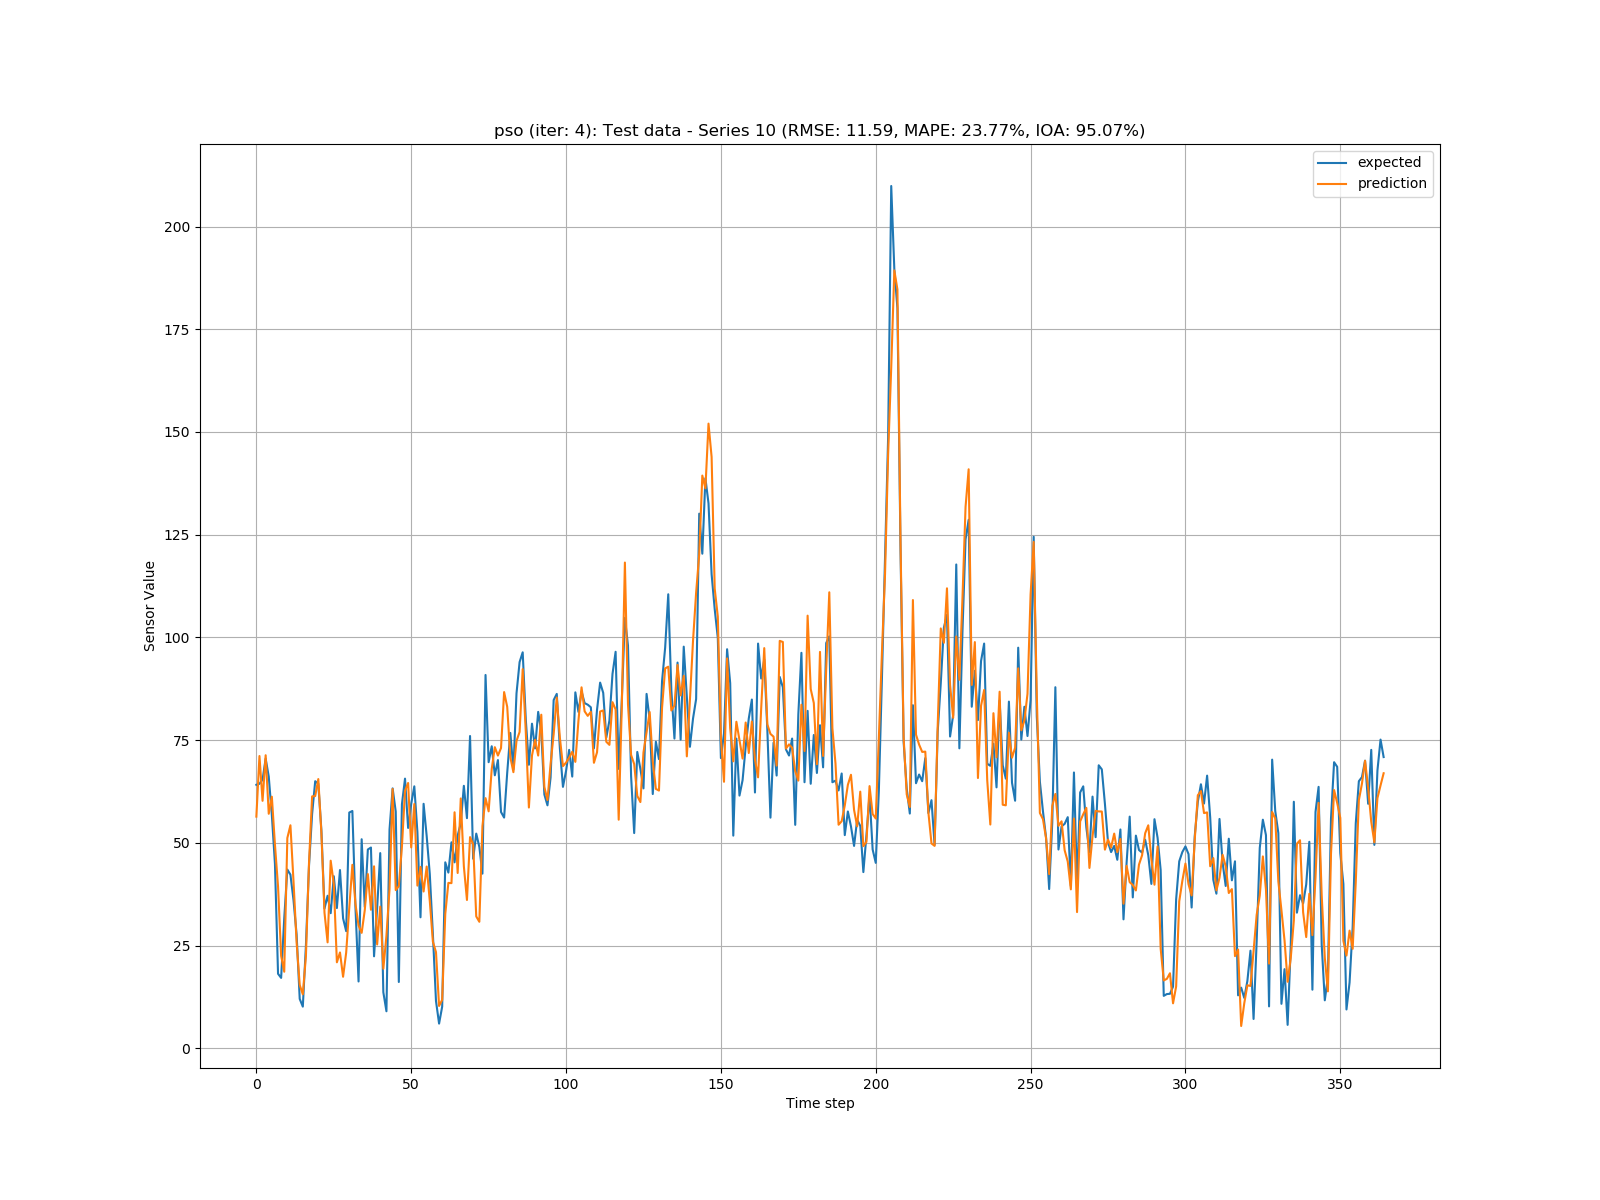 pso (iter: 4): Test data - Series 10 (RMSE: 11.59, MAPE: 23.77%, IOA: 95.07%)
expected
prediction
200
175
150
125
100
75
50
25
0
Sensor Value
0 50 100 150 200 250 300 350
Time step